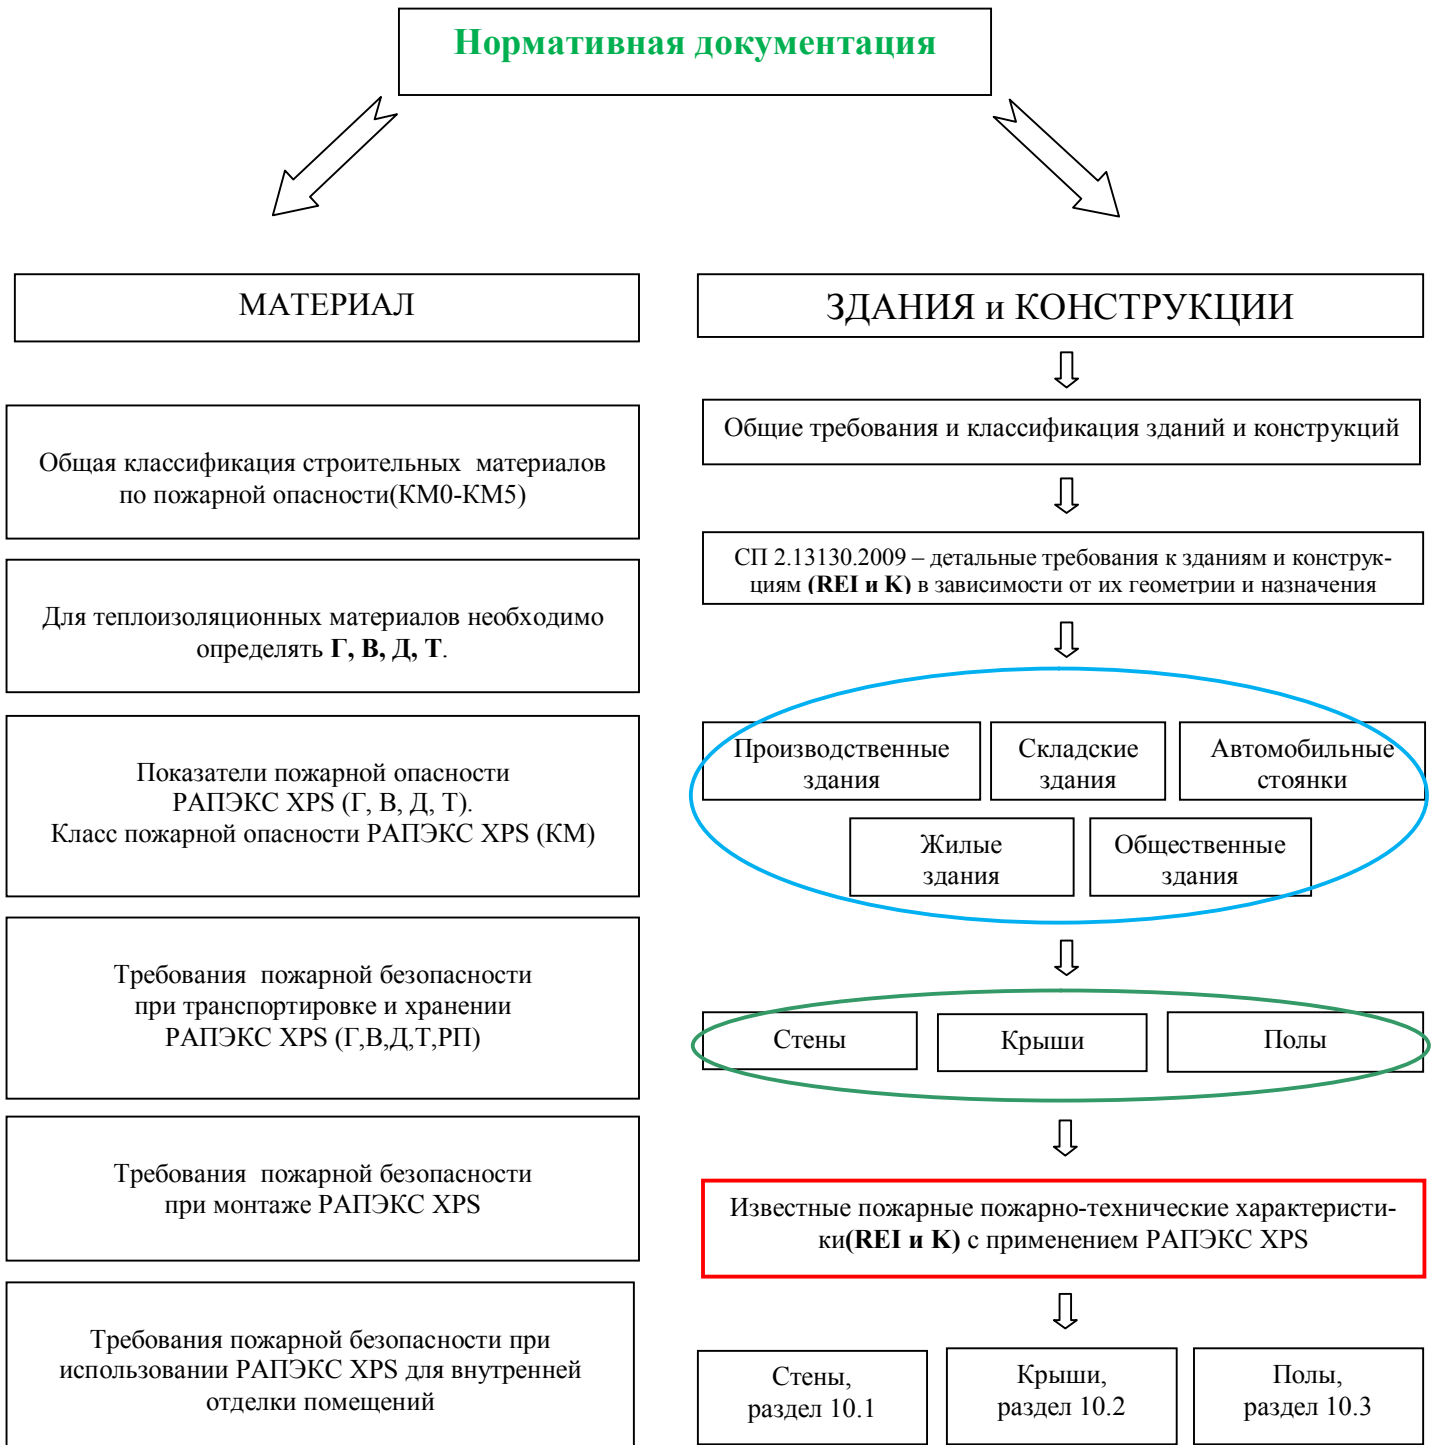 Нормативная документация
МАТЕРИАЛ
Общая классификация строительных материалов
по пожарной опасности(КМ0-КМ5)
Для теплоизоляционных материалов необходимо
определять Г, В, Д, Т.
Показатели пожарной опасности
РАПЭКС XPS (Г, В, Д, Т).
Класс пожарной опасности РАПЭКС XPS (КМ)
Требования пожарной безопасности
при транспортировке и хранении
РАПЭКС XPS (Г,В,Д,Т,РП)
Требования пожарной безопасности
при монтаже РАПЭКС XPS
Требования пожарной безопасности при
использовании РАПЭКС XPS для внутренней
отделки помещений
ЗДАНИЯ и КОНСТРУКЦИИ
Общие требования и классификация зданий и конструкций
СП 2.13130.2009 – детальные требования к зданиям и конструк-
циям (REI и К) в зависимости от их геометрии и назначения
Производственные
здания
Складские
здания
Автомобильные
стоянки
Жилые
здания
Общественные
здания
Стены
Крыши
Полы
Известные пожарные пожарно-технические характеристи-
ки(REI и К) с применением РАПЭКС XPS
Стены,
раздел 10.1
Крыши,
раздел 10.2
Полы,
раздел 10.3